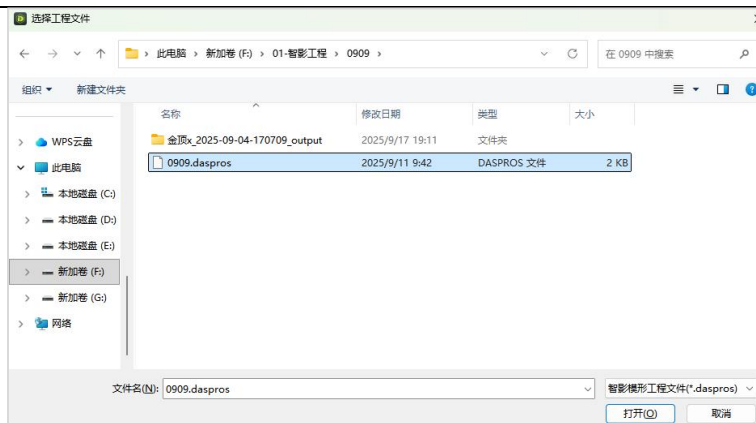 选择工程文件
此电脑 › 新加卷 (F:) › 01-智影工程 › 0909 ›
在 0909 中搜索
组织 新建文件夹
名称 修改日期 类型 大小
金顶x_2025-09-04-170709_output 2025/9/17 19:11 文件夹
0909.daspros 2025/9/11 9:42 DASPROS 文件 2 KB
WPS云盘
此电脑
本地磁盘 (C:)
本地磁盘 (D:)
本地磁盘 (E:)
新加卷 (F:)
新加卷 (G:)
网络
文件名(N): 0909.daspros
智影模形工程文件(*.daspros)
打开(O) 取消